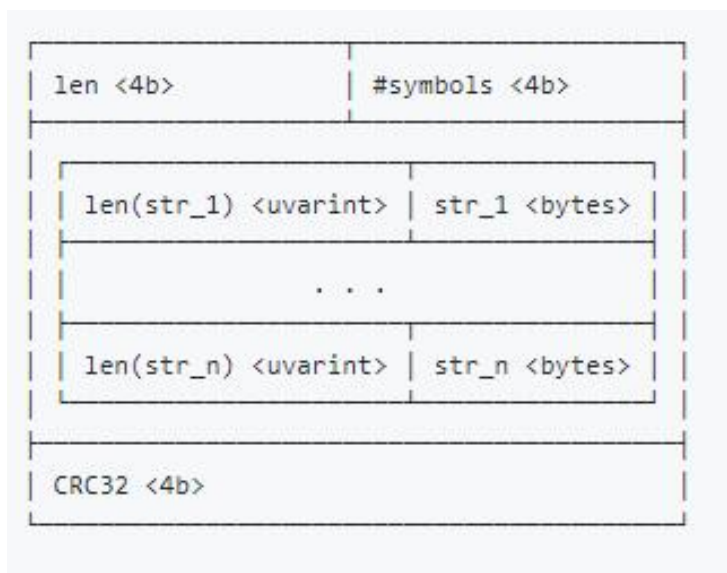 len <4b> | #symbols <4b>
len(str_1) <uvarint> | str_1 <bytes>
. . .
len(str_n) <uvarint> | str_n <bytes>
CRC32 <4b>